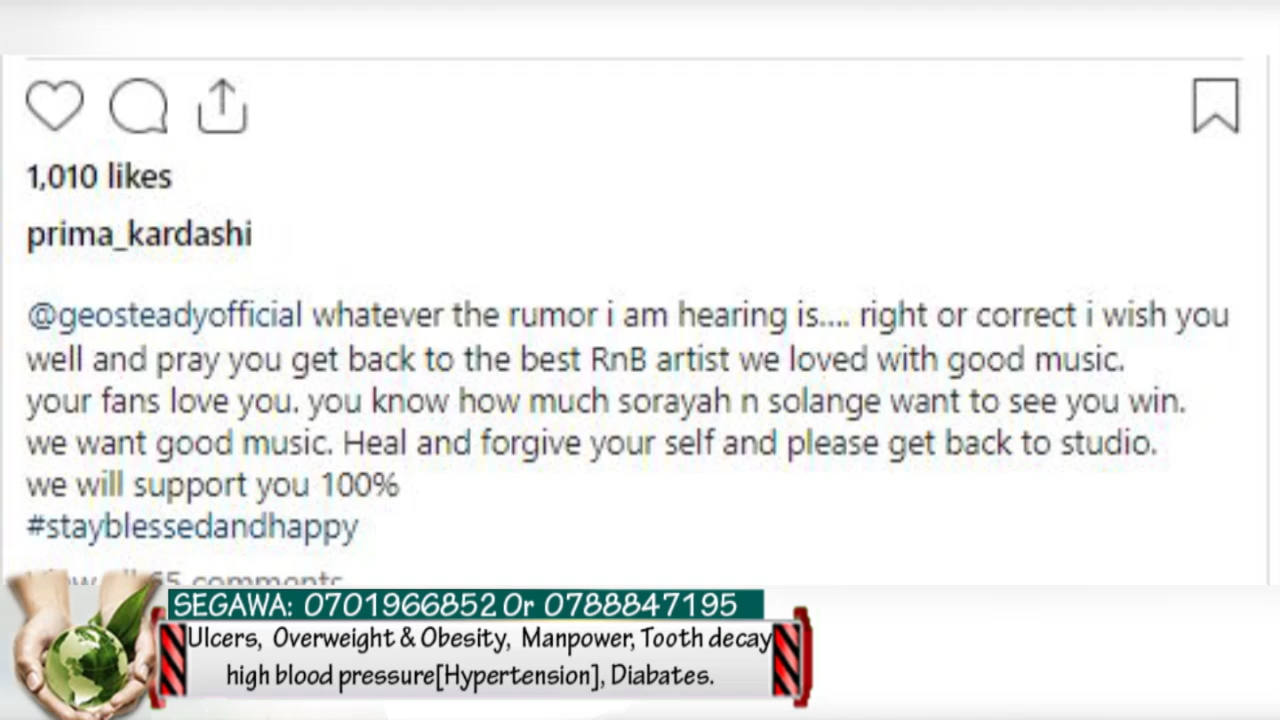 1,010 likes
prima_kardashi
@geosteadyofficial whatever the rumor i am hearing is.... right or correct i wish you
well and pray you get back to the best RnB artist we loved with good music.
your fans love you. you know how much sorayah n solange want to see you win.
we want good music. Heal and forgive your self and please get back to studio.
we will support you 100%
#stayblessedandhappy
View all 65 comments
SEGAWA: 0701966852 Or 0788847195
Ulcers, Overweight & Obesity, Manpower, Tooth decay
high blood pressure[Hypertension], Diabates.